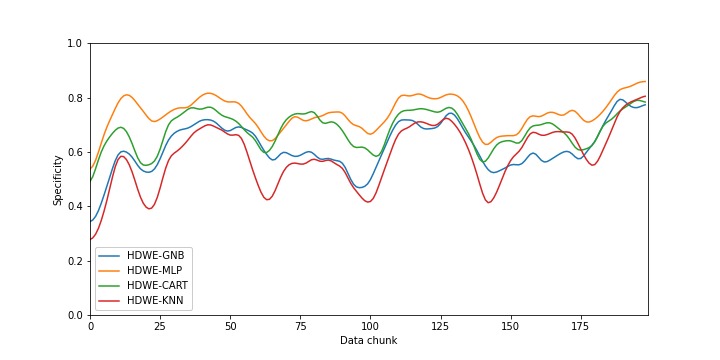 1.0
0.8
0.6
0.4
0.2
0.0
Specificity
HDWE-GNB
HDWE-MLP
HDWE-CART
HDWE-KNN
0 25 50 75 100 125 150 175
Data chunk